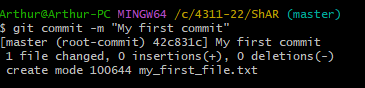 Arthur@Arthur-PC MINGW64 /c/4311-22/ShAR (master)
$ git commit -m "My first commit"
[master (root-commit) 42c831c] My first commit
 1 file changed, 0 insertions(+), 0 deletions(-)
 create mode 100644 my_first_file.txt